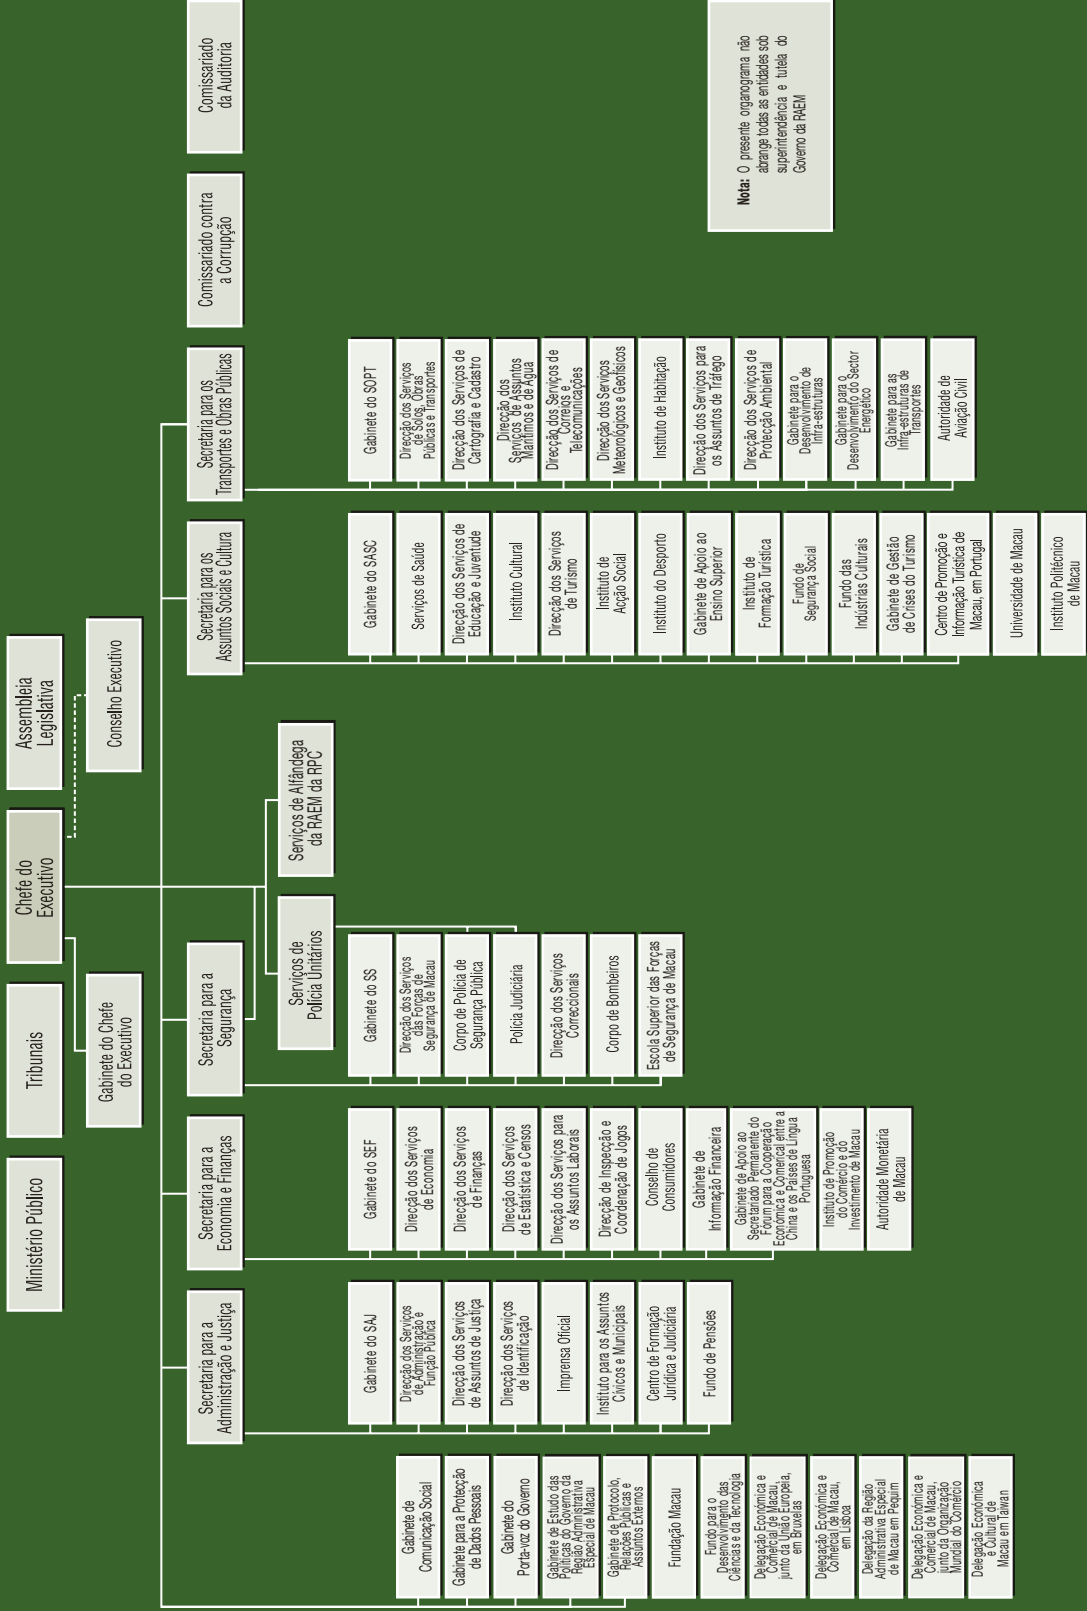 Ministério Público
Tribunais
Chefe do
Executivo
Assembleia
Legislativa
Gabinete do Chefe
do Executivo
Conselho Executivo
Secretaria para a
Administração e Justiça
Secretaria para a
Economia e Finanças
Secretaria para a
Segurança
Secretaria para os
Assuntos Sociais e Cultura
Secretaria para os
Transportes e Obras Públicas
Comissariado contra
a Corrupção
Comissariado
da Auditoria
Serviços de
Polícia Unitários
Serviços de Alfândega
da RAEM da RPC
Gabinete de
Comunicação Social
Gabinete para a Protecção
de Dados Pessoais
Gabinete do
Porta-voz do Governo
Gabinete de Estudo das
Políticas do Governo da
Região Administrativa
Especial de Macau
Gabinete de Protocolo,
Relações Públicas e
Assuntos Externos
Fundação Macau
Fundo para o
Desenvolvimento das
Ciências e da Tecnologia
Delegação Económica e
Comercial de Macau,
junto da União Europeia,
em Bruxelas
Delegação Económica e
Comercial de Macau,
em Lisboa
Delegação da Região
Administrativa Especial
de Macau em Pequim
Delegação Económica e
Comercial de Macau,
junto da Organização
Mundial do Comércio
Delegação Económica
e Cultural de
Macau em Taiwan
Gabinete do SAJ
Direcção dos Serviços
de Administração e
Função Pública
Direcção dos Serviços
de Assuntos de Justiça
Direcção dos Serviços
de Identificação
Imprensa Oficial
Instituto para os Assuntos
Cívicos e Municipais
Centro de Formação
Jurídica e Judiciária
Fundo de Pensões
Gabinete do SEF
Direcção dos Serviços
de Economia
Direcção dos Serviços
de Finanças
Direcção dos Serviços
de Estatística e Censos
Direcção dos Serviços para
os Assuntos Laborais
Direcção de Inspecção e
Coordenação de Jogos
Conselho de
Consumidores
Gabinete de
Informação Financeira
Gabinete de Apoio ao
Secretariado Permanente do
Fórum para a Cooperação
Económica e Comerical entre a
China e os Países de Língua
Portuguesa
Instituto de Promoção
do Comércio e do
Investimento de Macau
Autoridade Monetária
de Macau
Gabinete do SS
Direcção dos Serviços
das Forças de
Segurança de Macau
Corpo de Polícia de
Segurança Pública
Polícia Judiciária
Direcção dos Serviços
Correccionais
Corpo de Bombeiros
Escola Superior das Forças
de Segurança de Macau
Gabinete do SASC
Serviços de Saúde
Direcção dos Serviços de
Educação e Juventude
Instituto Cultural
Direcção dos Serviços
de Turismo
Instituto de
Acção Social
Instituto do Desporto
Gabinete de Apoio ao
Ensino Superior
Instituto de
Formação Turística
Fundo de
Segurança Social
Fundo das
Indústrias Culturais
Gabinete de Gestão
de Crises do Turismo
Centro de Promoção e
Informação Turística de
Macau, em Portugal
Universidade de Macau
Instituto Politécnico
de Macau
Gabinete do SOPT
Direcção dos Serviços
de Solos, Obras
Públicas e Transportes
Direcção dos Serviços de
Cartografia e Cadastro
Direcção dos
Serviços de Assuntos
Marítimos e de Água
Direcção dos Serviços de
Correios e
Telecomunicações
Direcção dos Serviços
Meteorológicos e Geofísicos
Instituto de Habitação
Direcção dos Serviços para
os Assuntos de Tráfego
Direcção dos Serviços de
Protecção Ambiental
Gabinete para o
Desenvolvimento de
Infra-estruturas
Gabinete para o
Desenvolvimento do Sector
Energético
Gabinete para as
Infra-estruturas de
Transportes
Autoridade de
Aviação Civil
Nota: O presente organograma não
abrange todas as entidades sob
superintendência e tutela do
Governo da RAEM